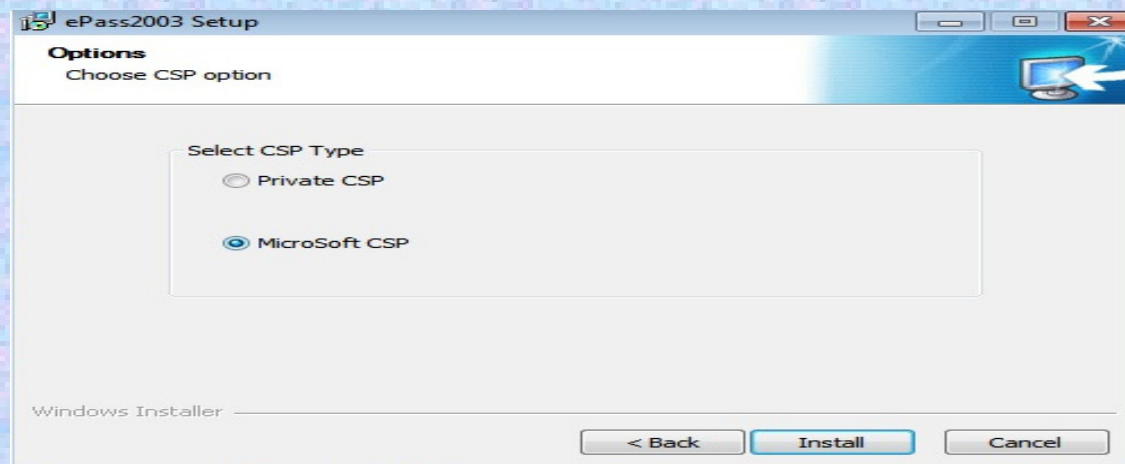 ePass2003 Setup
Options
Choose CSP option
Select CSP Type
Private CSP
MicroSoft CSP
Windows Installer
< Back Install Cancel